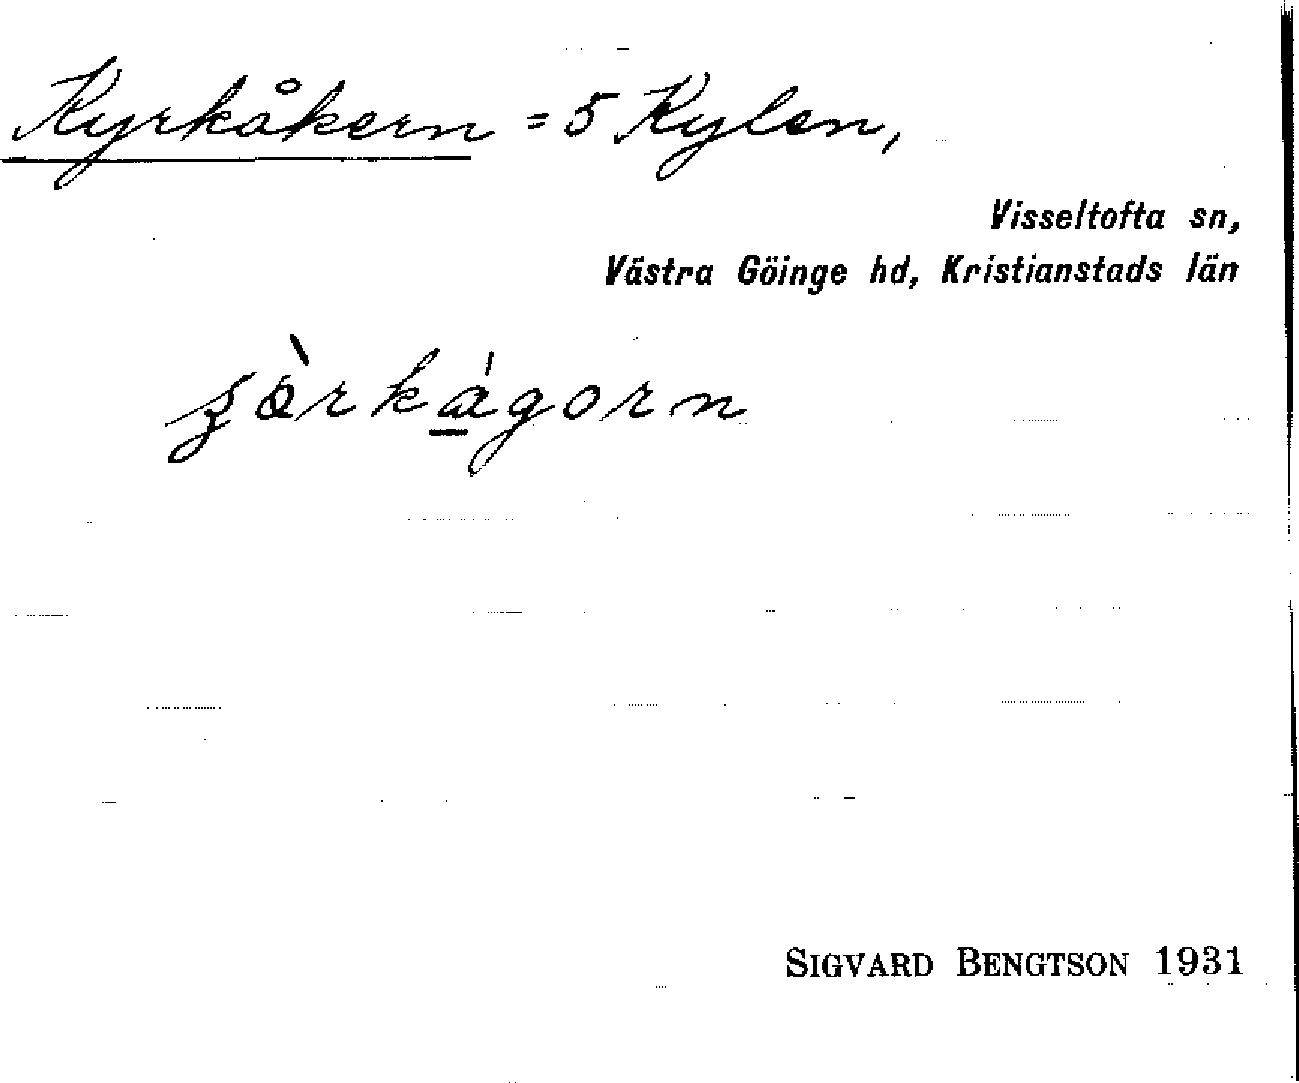 Kyrkåkern = 5 Kylen,
Visseltofta sn,
Västra Göinge hd, Kristianstads län
SIGVARD BENGTSON 1931